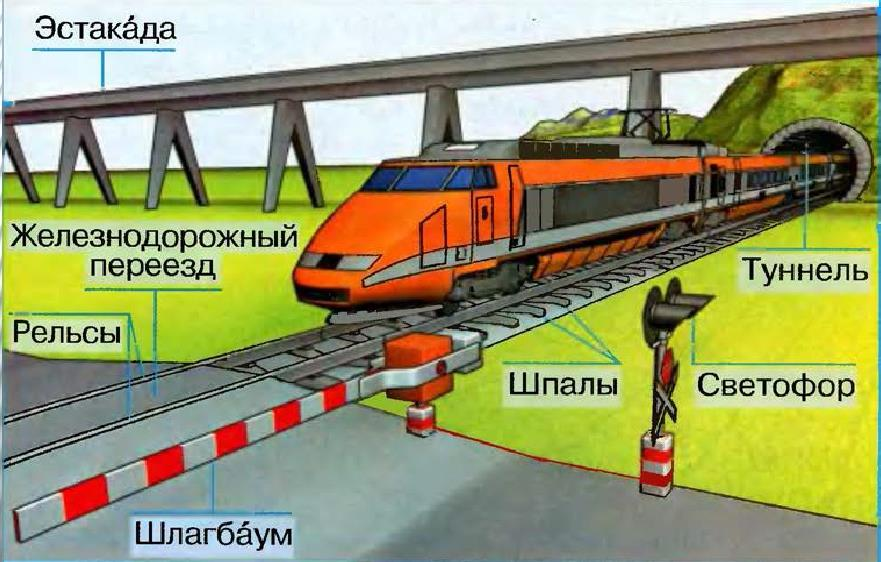 Эстака́да
Железнодорожный
переезд
Рельсы
Туннель
Шпалы
Светофор
Шлагба́ум